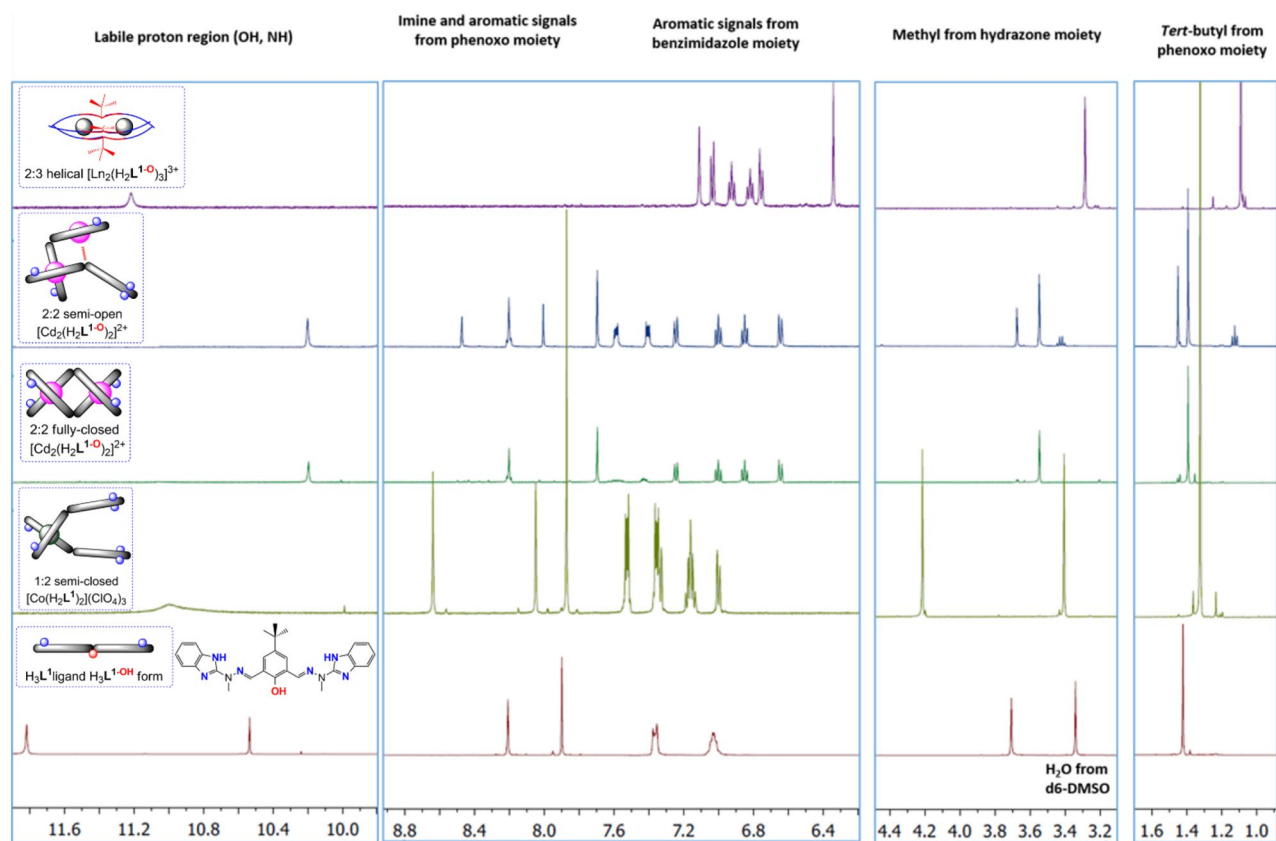 Labile proton region (OH, NH)
Imine and aromatic signals
from phenoxo moiety
Aromatic signals from
benzimidazole moiety
Methyl from hydrazone moiety
Tert-butyl from
phenoxo moiety
2:3 helical [Ln₂(H₂L¹⁻ᴼ)₃]³⁺
2:2 semi-open
[Cd₂(H₂L¹⁻ᴼ)₂]²⁺
2:2 fully-closed
[Cd₂(H₂L¹⁻ᴼ)₂]²⁺
1:2 semi-closed
[Co(H₂L¹)₂](ClO₄)₃
H₃L¹ligand H₃L¹⁻ᴼᴴ form
NH
N
N
N
OH
N
N
NH
N
H₂O from
d6-DMSO
11.6 11.2 10.8 10.4 10.0
8.8 8.4 8.0 7.6 7.2 6.8 6.4
4.4 4.2 4.0 3.8 3.6 3.4 3.2
1.6 1.4 1.2 1.0